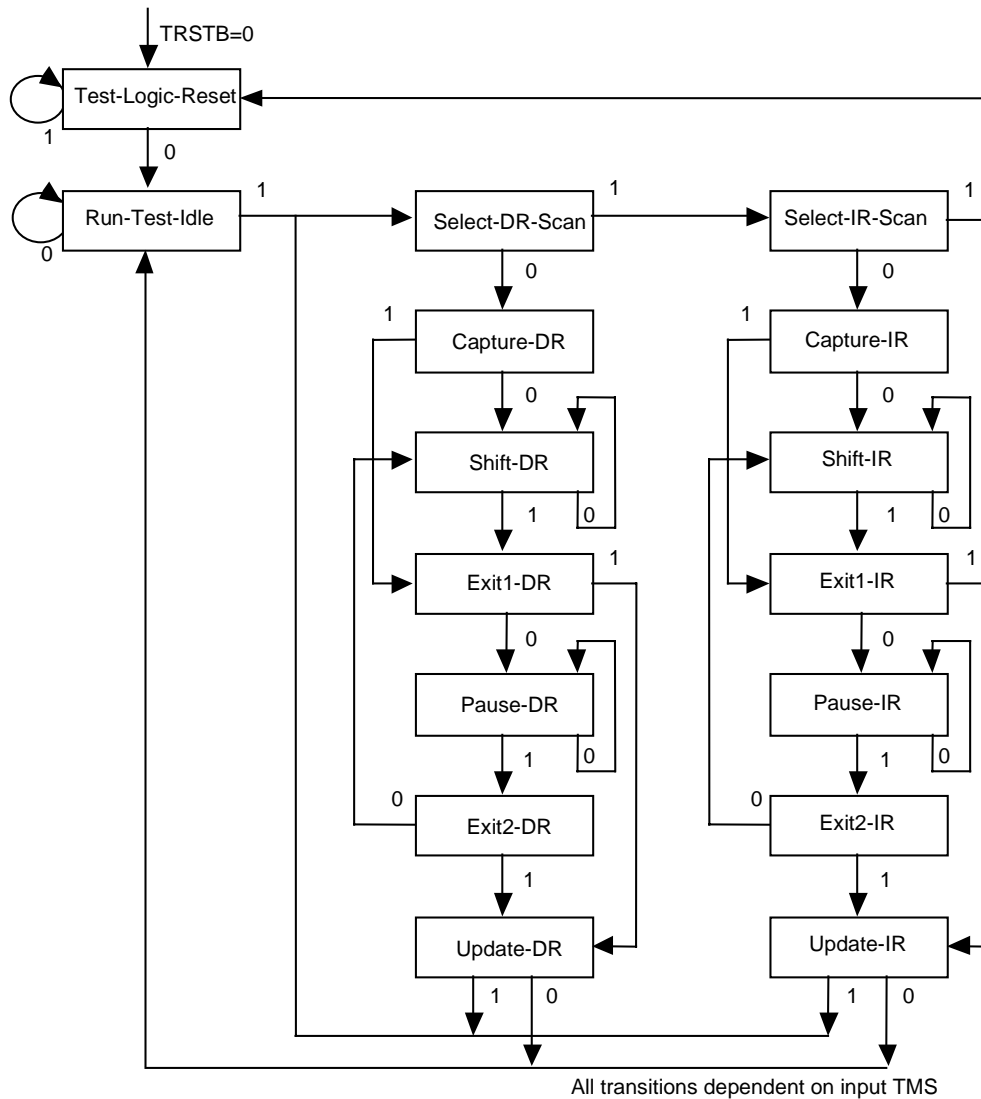 TRSTB=0
Test-Logic-Reset
1
0
Run-Test-Idle
0
1
Select-DR-Scan
1
Select-IR-Scan
1
0
0
1
Capture-DR
1
Capture-IR
0
0
Shift-DR
Shift-IR
1
0
1
0
Exit1-DR
1
Exit1-IR
1
0
0
Pause-DR
Pause-IR
1
0
1
0
0
Exit2-DR
0
Exit2-IR
1
1
Update-DR
Update-IR
1
0
1
0
All transitions dependent on input TMS